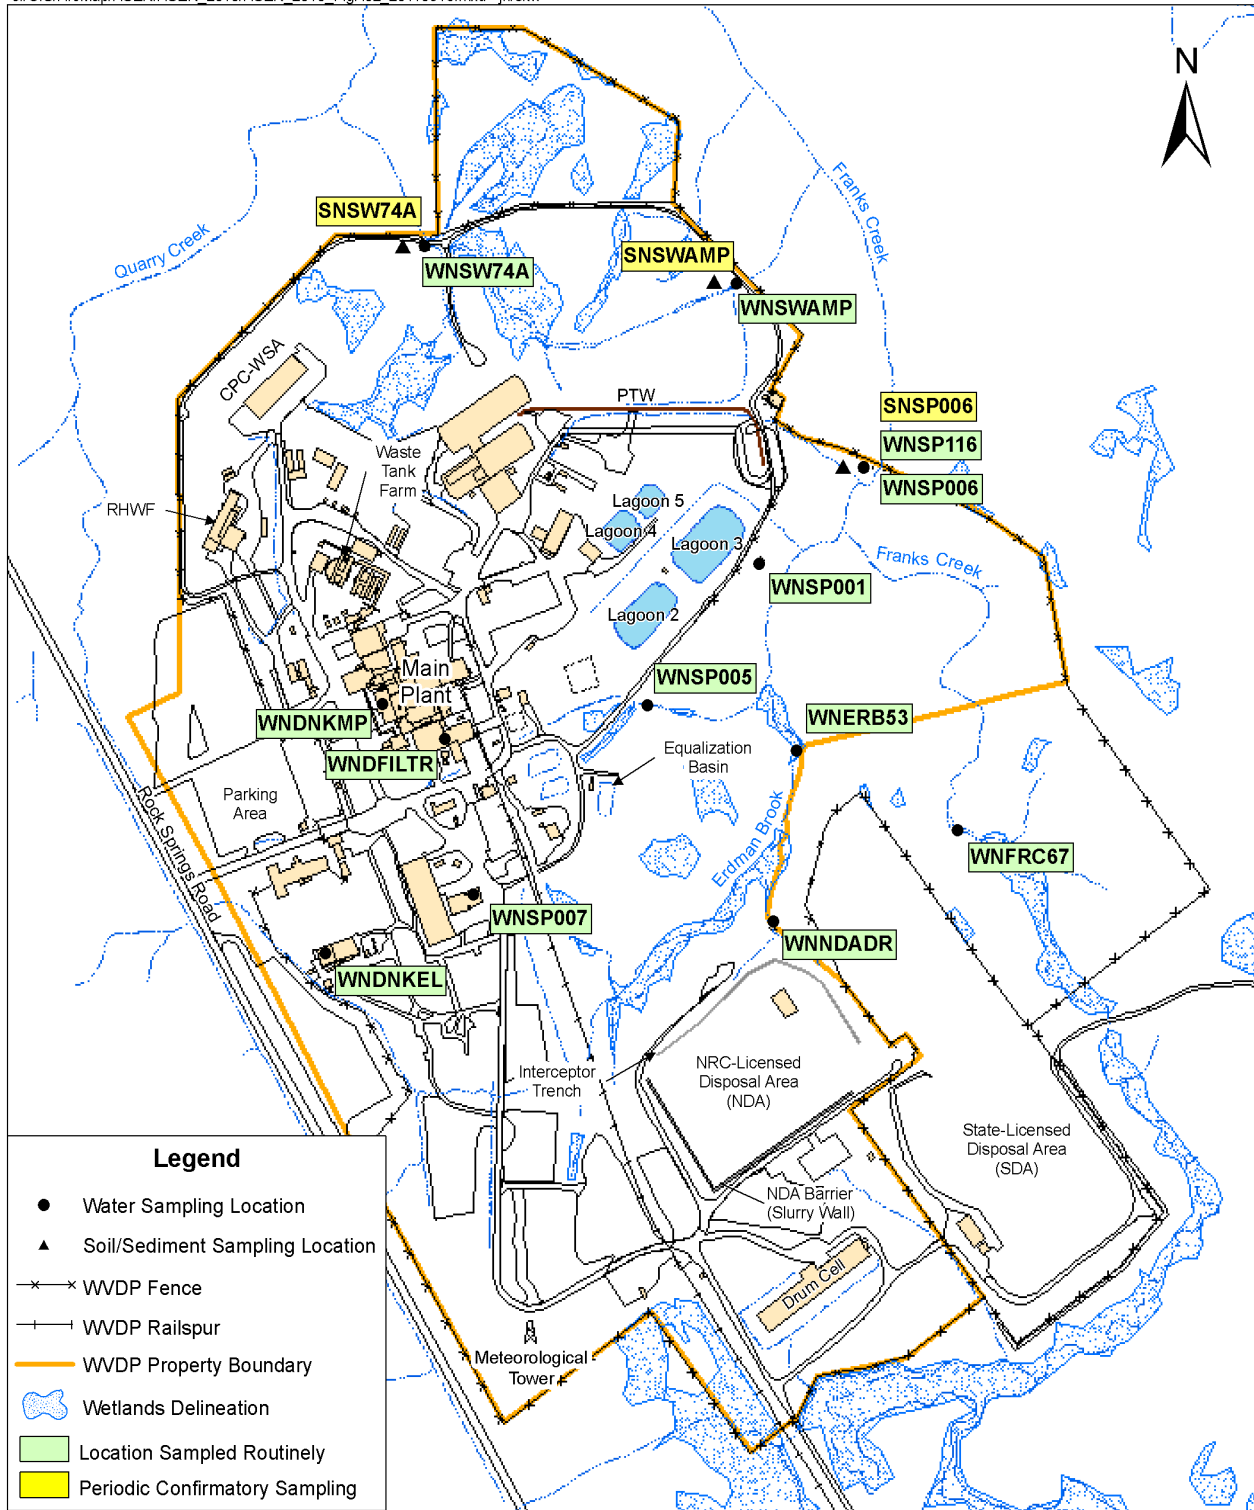 N
Franks Creek
Quarry Creek
SNSW74A
WNSW74A
SNSWAMP
WNSWAMP
CPC-WSA
PTW
SNSP006
WNSP116
WNSP006
Waste
Tank
Farm
RHWF
Lagoon 5
Lagoon 4
Lagoon 3
Franks Creek
WNSP001
Lagoon 2
Main
Plant
WNSP005
WNDNKMP
WNERB53
WNDFILTR
Equalization
Basin
Parking
Area
Rock Springs Road
Erdman Brook
WNFRC67
WNSP007
WNNDADR
WNDNKEL
Interceptor
Trench
NRC-Licensed
Disposal Area
(NDA)
State-Licensed
Disposal Area
(SDA)
NDA Barrier
(Slurry Wall)
Drum Cell
Meteorological
Tower
Legend
Water Sampling Location
Soil/Sediment Sampling Location
WVDP Fence
WVDP Railspur
WVDP Property Boundary
Wetlands Delineation
Location Sampled Routinely
Periodic Confirmatory Sampling